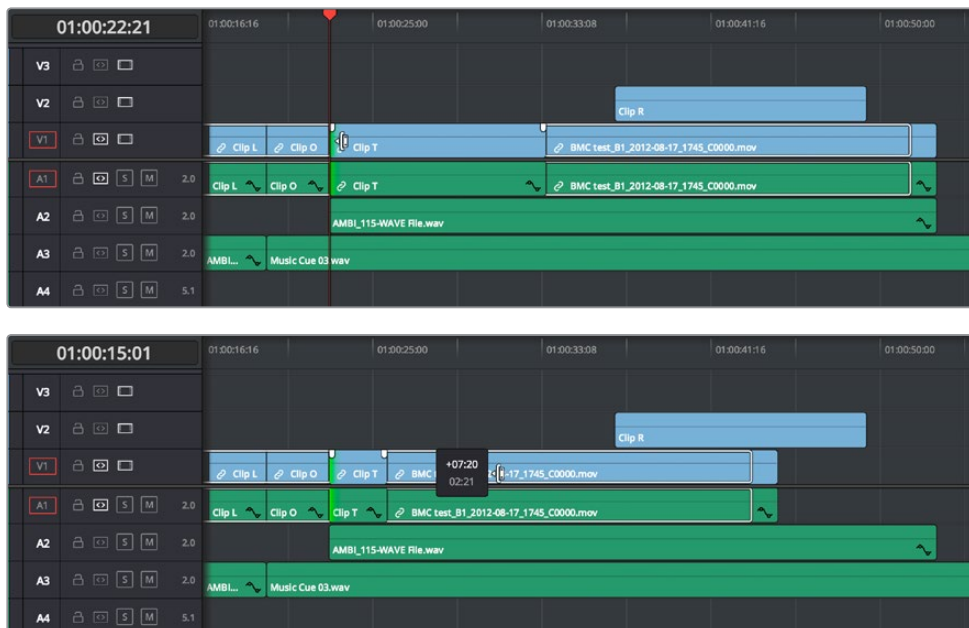 01:00:22:21 01:00:16:16 01:00:25:00 01:00:33:08 01:00:41:16 01:00:50:00
V3
V2 Clip R
V1 Clip L Clip O Clip T BMC test_B1_2012-08-17_1745_C0000.mov
A1 S M 2.0 Clip L Clip O Clip T BMC test_B1_2012-08-17_1745_C0000.mov
A2 S M 2.0 AMBI_115-WAVE File.wav
A3 S M 2.0 AMBI... Music Cue 03.wav
A4 S M 5.1
01:00:15:01 01:00:16:16 01:00:25:00 01:00:33:08 01:00:41:16 01:00:50:00
V3
V2 Clip R
+07:20
V1 Clip L Clip O Clip T BMC -17_1745_C0000.mov
02:21
A1 S M 2.0 Clip L Clip O Clip T BMC test_B1_2012-08-17_1745_C0000.mov
A2 S M 2.0 AMBI_115-WAVE File.wav
A3 S M 2.0 AMBI... Music Cue 03.wav
A4 S M 5.1